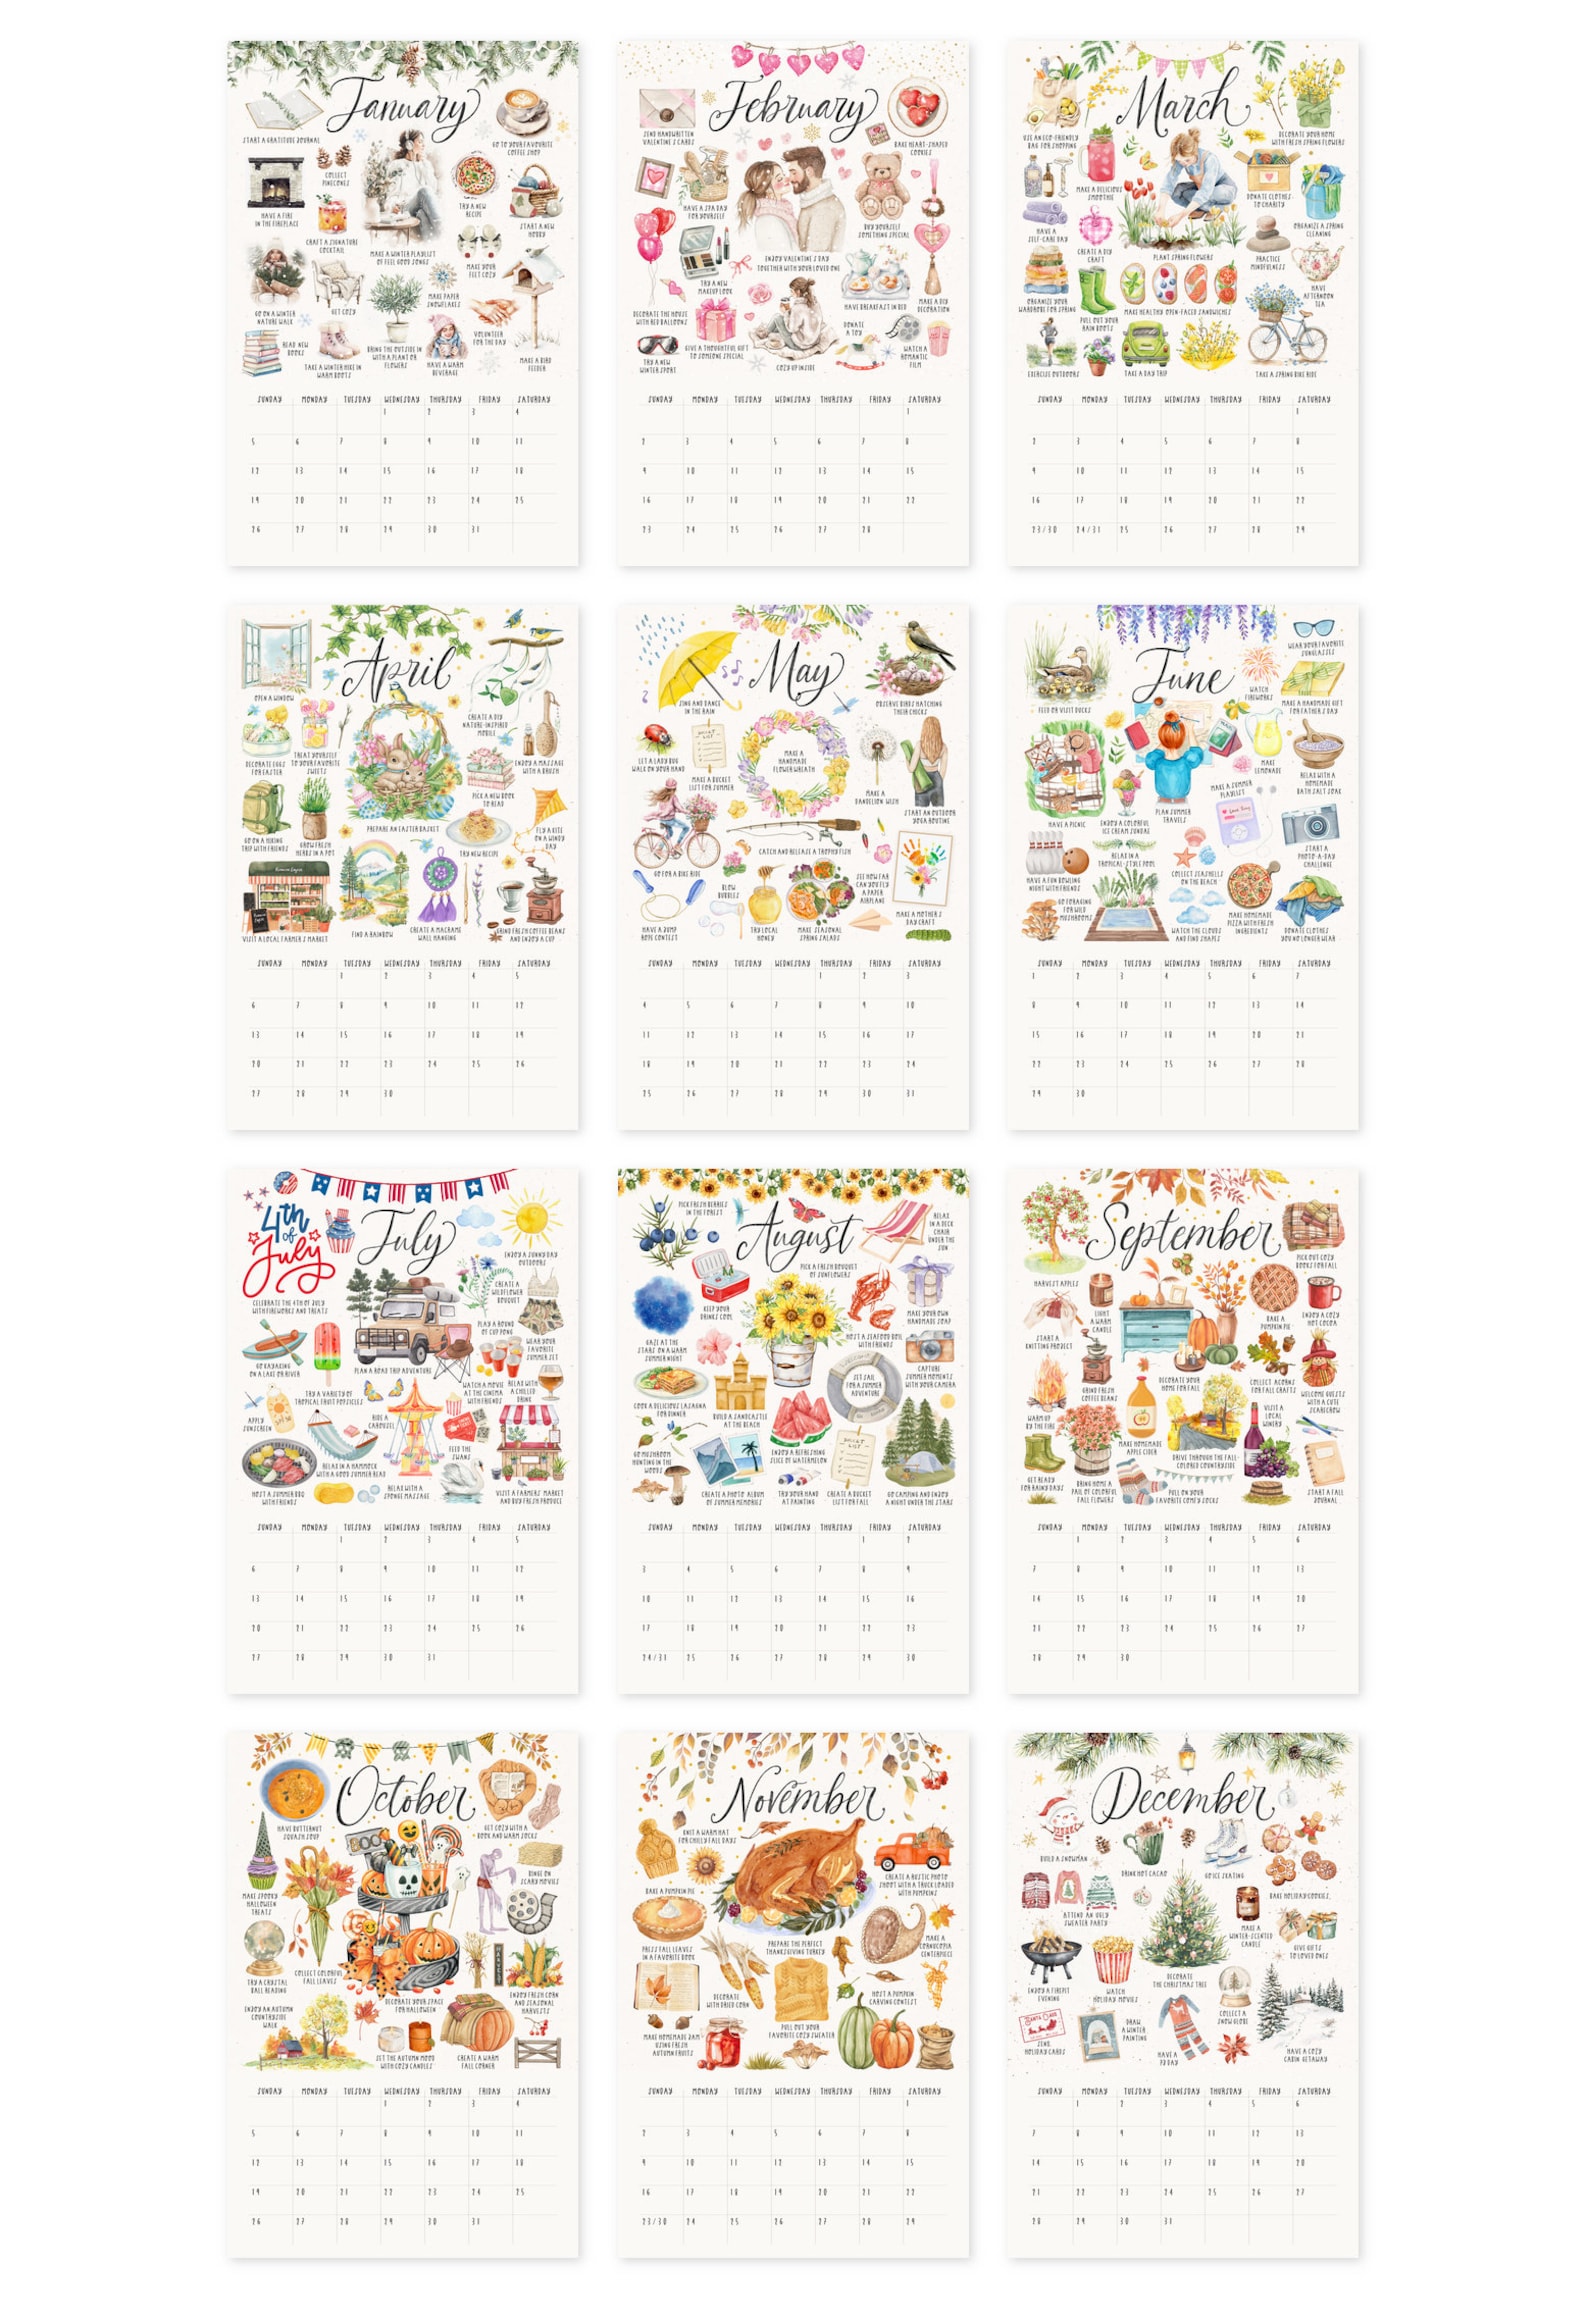 January
START A GRATITUDE JOURNAL
GO TO YOUR FAVOURITE
COFFEE SHOP
COLLECT
PINECONES
HAVE A FIRE
IN THE FIREPLACE
TRY A NEW
RECIPE
START A NEW
HOBBY
CRAFT A SIGNATURE
COCKTAIL
MAKE A WINTER PLAYLIST
OF FEEL GOOD SONGS
MAKE YOUR
FEET COZY
MAKE PAPER
SNOWFLAKES
GO ON A WINTER
NATURE WALK
GET COZY
VOLUNTEER
FOR THE DAY
READ NEW
BOOKS
TAKE A WINTER HIKE IN
WARM BOOTS
BRING THE OUTSIDE IN
WITH A PLANT OR
FLOWERS
HAVE A WARM
BEVERAGE
MAKE A BIRD
FEEDER
SUNDAY MONDAY TUESDAY WEDNESDAY THURSDAY FRIDAY SATURDAY
1 2 3 4
5 6 7 8 9 10 11
12 13 14 15 16 17 18
19 20 21 22 23 24 25
26 27 28 29 30 31
February
SEND HANDWRITTEN
VALENTINE'S CARDS
BAKE HEART-SHAPED
COOKIES
HAVE A SPA DAY
FOR YOURSELF
BUY YOURSELF
SOMETHING SPECIAL
ENJOY VALENTINE'S DAY
TOGETHER WITH YOUR LOVED ONE
TRY A NEW
MAKEUP LOOK
HAVE BREAKFAST IN BED
MAKE A DIY
DECORATION
DECORATE THE HOUSE
WITH RED BALLOONS
GIVE A THOUGHTFUL GIFT
TO SOMEONE SPECIAL
DONATE
A TOY
WATCH A
ROMANTIC
FILM
TRY A NEW
WINTER SPORT
COZY UP INSIDE
SUNDAY MONDAY TUESDAY WEDNESDAY THURSDAY FRIDAY SATURDAY
1
2 3 4 5 6 7 8
9 10 11 12 13 14 15
16 17 18 19 20 21 22
23 24 25 26 27 28
March
USE AN ECO-FRIENDLY
BAG FOR SHOPPING
DECORATE YOUR HOME
WITH FRESH SPRING FLOWERS
MAKE A DELICIOUS
SMOOTHIE
DONATE CLOTHES
TO CHARITY
HAVE A
SELF-CARE DAY
ORGANIZE A SPRING
CLEANING
CREATE A DIY
CRAFT
PLANT SPRING FLOWERS
PRACTICE
MINDFULNESS
ORGANIZE YOUR
WARDROBE FOR SPRING
HAVE
AFTERNOON
TEA
PULL OUT YOUR
RAIN BOOTS
MAKE HEALTHY OPEN-FACED SANDWICHES
EXERCISE OUTDOORS
TAKE A DAY TRIP
TAKE A SPRING BIKE RIDE
SUNDAY MONDAY TUESDAY WEDNESDAY THURSDAY FRIDAY SATURDAY
1
2 3 4 5 6 7 8
9 10 11 12 13 14 15
16 17 18 19 20 21 22
23/30 24/31 25 26 27 28 29
April
OPEN A WINDOW
CREATE A DIY
NATURE-INSPIRED
MOBILE
DECORATE EGGS
FOR EASTER
TREAT YOURSELF
TO YOUR FAVOURITE
SWEETS
ENJOY A MASSAGE
WITH A BRUSH
PICK A NEW BOOK
TO READ
PREPARE AN EASTER BASKET
GO ON A HIKING
TRIP WITH FRIENDS
GROW FRESH
HERBS IN A POT
TRY NEW RECIPE
FLY A KITE
ON A WINDY
DAY
VISIT A LOCAL FARMER'S MARKET
FIND A RAINBOW
CREATE A MACRAME
WALL HANGING
GRIND FRESH COFFEE BEANS
AND ENJOY A CUP
SUNDAY MONDAY TUESDAY WEDNESDAY THURSDAY FRIDAY SATURDAY
1 2 3 4 5
6 7 8 9 10 11 12
13 14 15 16 17 18 19
20 21 22 23 24 25 26
27 28 29 30
May
SING AND DANCE
IN THE RAIN
OBSERVE BIRDS HATCHING
THEIR CHICKS
BUCKET
LIST
LET A LADY BUG
WALK ON YOUR HAND
MAKE A BUCKET
LIST FOR SUMMER
MAKE A
HANDMADE
FLOWER WREATH
MAKE A
DANDELION WISH
START AN OUTDOOR
YOGA ROUTINE
CATCH AND RELEASE A TROPHY FISH
GO FOR A BIKE RIDE
BLOW
BUBBLES
SEE HOW FAR
CAN YOU FLY
A PAPER
AIRPLANE
HAVE A JUMP
ROPE CONTEST
TRY LOCAL
HONEY
MAKE SEASONAL
SPRING SALADS
MAKE A MOTHER'S
DAY CRAFT
SUNDAY MONDAY TUESDAY WEDNESDAY THURSDAY FRIDAY SATURDAY
1 2 3
4 5 6 7 8 9 10
11 12 13 14 15 16 17
18 19 20 21 22 23 24
25 26 27 28 29 30 31
June
WEAR YOUR FAVORITE
SUNGLASSES
FEED OR VISIT DUCKS
WATCH
FIREWORKS
MAKE A HANDMADE GIFT
FOR FATHER'S DAY
MAKE
LEMONADE
RELAX WITH A
HOMEMADE
BATH SALT SOAK
HAVE A PICNIC
ENJOY A COLORFUL
ICE CREAM SUNDAE
PLAN SUMMER
TRAVELS
MAKE A SUMMER
PLAYLIST
START A
PHOTO-A-DAY
CHALLENGE
HAVE A FUN BOWLING
NIGHT WITH FRIENDS
RELAX IN A
TROPICAL-STYLE POOL
COLLECT SEASHELLS
ON THE BEACH
GO FORAGING
FOR WILD
MUSHROOMS
WATCH THE CLOUDS
AND FIND SHAPES
MAKE HOMEMADE
PIZZA WITH FRESH
INGREDIENTS
DONATE CLOTHES
YOU NO LONGER WEAR
SUNDAY MONDAY TUESDAY WEDNESDAY THURSDAY FRIDAY SATURDAY
1 2 3 4 5 6 7
8 9 10 11 12 13 14
15 16 17 18 19 20 21
22 23 24 25 26 27 28
29 30
July
4th
of
July
ENJOY A SUNNY DAY
OUTDOORS
CELEBRATE THE 4TH OF JULY
WITH FIREWORKS AND TREATS
CREATE A
WILDFLOWER
BOUQUET
PLAY A ROUND
OF CUP PONG
WEAR YOUR
FAVORITE
SUMMER SET
GO KAYAKING
ON A LAKE OR RIVER
PLAN A ROAD TRIP ADVENTURE
TRY A VARIETY OF
TROPICAL FRUIT POPSICLES
WATCH A MOVIE
AT THE CINEMA
WITH FRIENDS
RELAX WITH
A CHILLED
DRINK
APPLY
SUNSCREEN
RIDE A
CAROUSEL
FEED THE
SWANS
RELAX IN A HAMMOCK
WITH A GOOD SUMMER READ
HOST A SUMMER BBQ
WITH FRIENDS
RELAX WITH A
SPONGE MASSAGE
VISIT A FARMERS' MARKET
AND BUY FRESH PRODUCE
SUNDAY MONDAY TUESDAY WEDNESDAY THURSDAY FRIDAY SATURDAY
1 2 3 4 5
6 7 8 9 10 11 12
13 14 15 16 17 18 19
20 21 22 23 24 25 26
27 28 29 30 31
August
PICK FRESH BERRIES
IN THE FOREST
RELAX
IN A DECK
CHAIR
UNDER THE
SUN
PICK A FRESH BOUQUET
OF SUNFLOWERS
KEEP YOUR
DRINKS COOL
MAKE YOUR OWN
HANDMADE SOAP
GAZE AT THE
STARS ON A WARM
SUMMER NIGHT
HOST A SEAFOOD BOIL
WITH FRIENDS
SET SAIL
FOR A SUMMER
ADVENTURE
CAPTURE
SUMMER MOMENTS
WITH YOUR CAMERA
COOK A DELICIOUS LASAGNA
FOR DINNER
BUILD A SANDCASTLE
AT THE BEACH
GO MUSHROOM
HUNTING IN THE
WOODS
ENJOY A REFRESHING
SLICE OF WATERMELON
BUCKET
LIST
CREATE A PHOTO ALBUM
OF SUMMER MEMORIES
TRY YOUR HAND
AT PAINTING
CREATE A BUCKET
LIST FOR FALL
GO CAMPING AND ENJOY
A NIGHT UNDER THE STARS
SUNDAY MONDAY TUESDAY WEDNESDAY THURSDAY FRIDAY SATURDAY
1 2
3 4 5 6 7 8 9
10 11 12 13 14 15 16
17 18 19 20 21 22 23
24/31 25 26 27 28 29 30
September
PICK OUT COZY
BOOKS FOR FALL
HARVEST APPLES
LIGHT
A WARM
CANDLE
BAKE A
PUMPKIN PIE
ENJOY A COZY
HOT COCOA
START A
KNITTING PROJECT
GRIND FRESH
COFFEE BEANS
DECORATE YOUR
HOME FOR FALL
COLLECT ACORNS
FOR FALL CRAFTS
WELCOME GUESTS
WITH A CUTE
SCARECROW
WARM UP
BY THE FIRE
VISIT A
LOCAL
WINERY
MAKE HOMEMADE
APPLE CIDER
DRIVE THROUGH THE FALL-
COLORED COUNTRYSIDE
GET READY
FOR RAINY DAYS
BRING HOME A
PAIL OF COLORFUL
FALL FLOWERS
PULL ON YOUR
FAVORITE COMFY SOCKS
START A FALL
JOURNAL
SUNDAY MONDAY TUESDAY WEDNESDAY THURSDAY FRIDAY SATURDAY
1 2 3 4 5 6
7 8 9 10 11 12 13
14 15 16 17 18 19 20
21 22 23 24 25 26 27
28 29 30
October
HAVE BUTTERNUT
SQUASH SOUP
GET COZY WITH A
BOOK AND WARM SOCKS
BOO
BINGE ON
SCARY MOVIES
MAKE SPOOKY
HALLOWEEN
TREATS
HARVEST
TRY A CRYSTAL
BALL READING
COLLECT COLORFUL
FALL LEAVES
DECORATE YOUR SPACE
FOR HALLOWEEN
ENJOY FRESH CORN
AND SEASONAL
HARVESTS
ENJOY AN AUTUMN
COUNTRYSIDE
WALK
SET THE AUTUMN MOOD
WITH COZY CANDLES
CREATE A WARM
FALL CORNER
SUNDAY MONDAY TUESDAY WEDNESDAY THURSDAY FRIDAY SATURDAY
1 2 3 4
5 6 7 8 9 10 11
12 13 14 15 16 17 18
19 20 21 22 23 24 25
26 27 28 29 30 31
November
KNIT A WARM HAT
FOR CHILLY FALL DAYS
CREATE A RUSTIC PHOTO
SHOOT WITH A TRUCK LOADED
WITH PUMPKINS
BAKE A PUMPKIN PIE
PRESS FALL LEAVES
IN A FAVORITE BOOK
PREPARE THE PERFECT
THANKSGIVING TURKEY
MAKE A
CORNUCOPIA
CENTERPIECE
DECORATE
WITH DRIED CORN
HOST A PUMPKIN
CARVING CONTEST
MAKE HOMEMADE JAM
USING FRESH
AUTUMN FRUITS
PULL OUT YOUR
FAVORITE COZY SWEATER
SUNDAY MONDAY TUESDAY WEDNESDAY THURSDAY FRIDAY SATURDAY
1
2 3 4 5 6 7 8
9 10 11 12 13 14 15
16 17 18 19 20 21 22
23/30 24 25 26 27 28 29
December
BUILD A SNOWMAN
DRINK HOT CACAO
GO ICE SKATING
BAKE HOLIDAY COOKIES
ATTEND AN UGLY
SWEATER PARTY
MAKE A
WINTER-SCENTED
CANDLE
GIVE GIFTS
TO LOVED ONES
ENJOY A FIREPIT
EVENING
WATCH
HOLIDAY MOVIES
DECORATE
THE CHRISTMAS TREE
SANTA CLAUS
COLLECT A
SNOW GLOBE
DRAW
A WINTER
PAINTING
SEND
HOLIDAY CARDS
HAVE A
PJ DAY
HAVE A COZY
CABIN GETAWAY
SUNDAY MONDAY TUESDAY WEDNESDAY THURSDAY FRIDAY SATURDAY
1 2 3 4 5 6
7 8 9 10 11 12 13
14 15 16 17 18 19 20
21 22 23 24 25 26 27
28 29 30 31